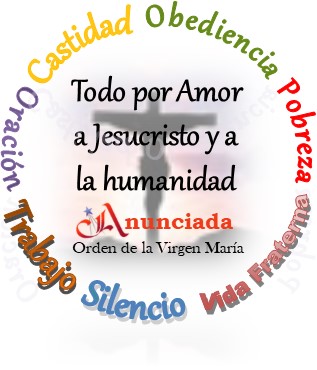 Castidad
Obediencia
Pobreza
Vida Fraterna
Silencio
Trabajo
Oración
Todo por Amor
a Jesucristo y a
la humanidad
Anunciada
Orden de la Virgen María